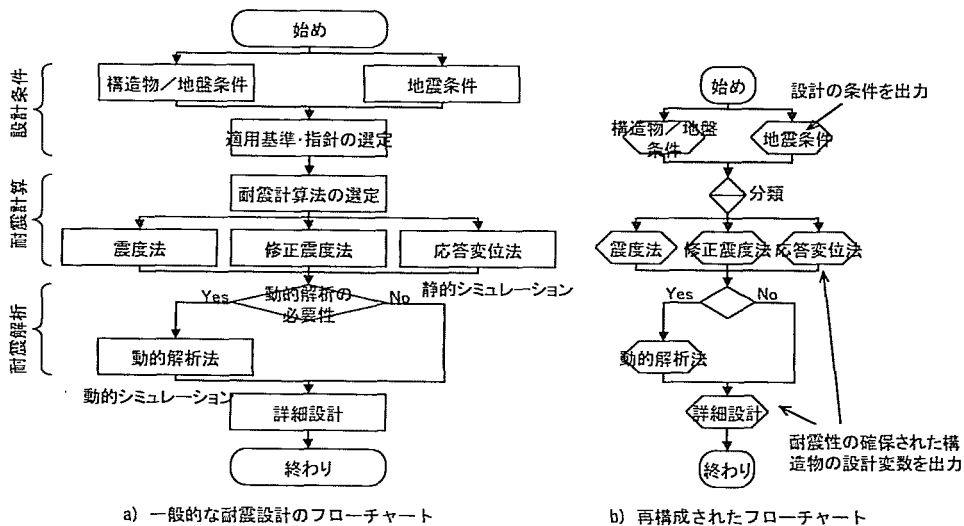 始め
構造物／地盤条件
地震条件
適用基準・指針の選定
耐震計算法の選定
震度法
修正震度法
応答変位法
静的シミュレーション
動的解析の
必要性
Yes
No
動的解析法
動的シミュレーション
詳細設計
終わり
設計条件
耐震計算
耐震解析
a) 一般的な耐震設計のフローチャート
始め
設計の条件を出力
構造物／地盤
条件
地震条件
分類
震度法
修正震度法
応答変位法
Yes
No
動的解析法
詳細設計
耐震性の確保された構
造物の設計変数を出力
終わり
b) 再構成されたフローチャート